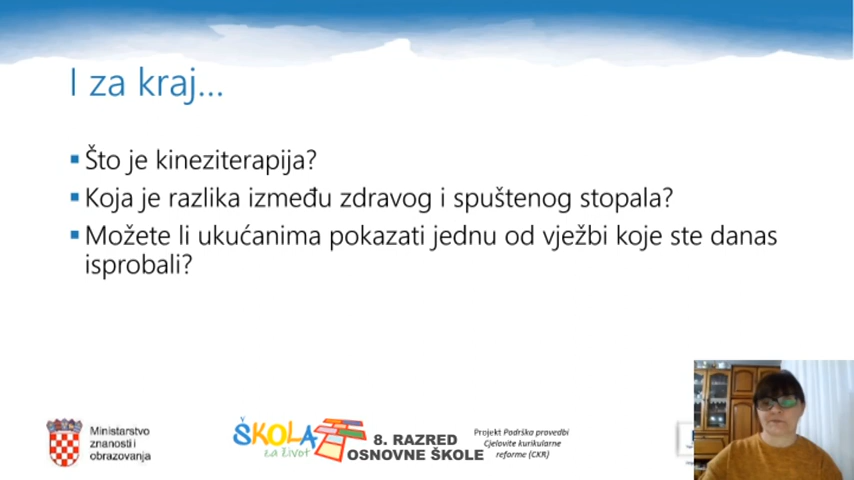 I za kraj...
Što je kineziterapija?
Koja je razlika između zdravog i spuštenog stopala?
Možete li ukućanima pokazati jednu od vježbi koje ste danas
isprobali?
Ministarstvo
znanosti i
obrazovanja
ŠKOLA
za život
8. RAZRED
OSNOVNE ŠKOLE
Projekt Podrška provedbi
Cjelovite kurikularne
reforme (CKR)